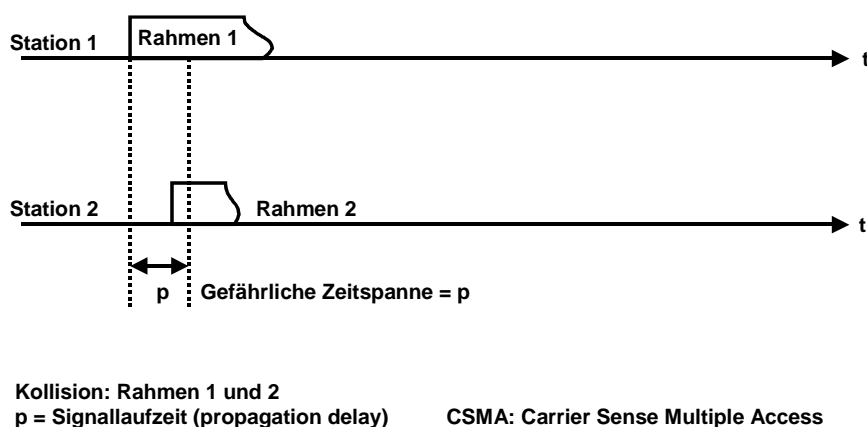 Station 1 Rahmen 1
t
Station 2 Rahmen 2
t
p Gefährliche Zeitspanne = p
Kollision: Rahmen 1 und 2
p = Signallaufzeit (propagation delay) CSMA: Carrier Sense Multiple Access